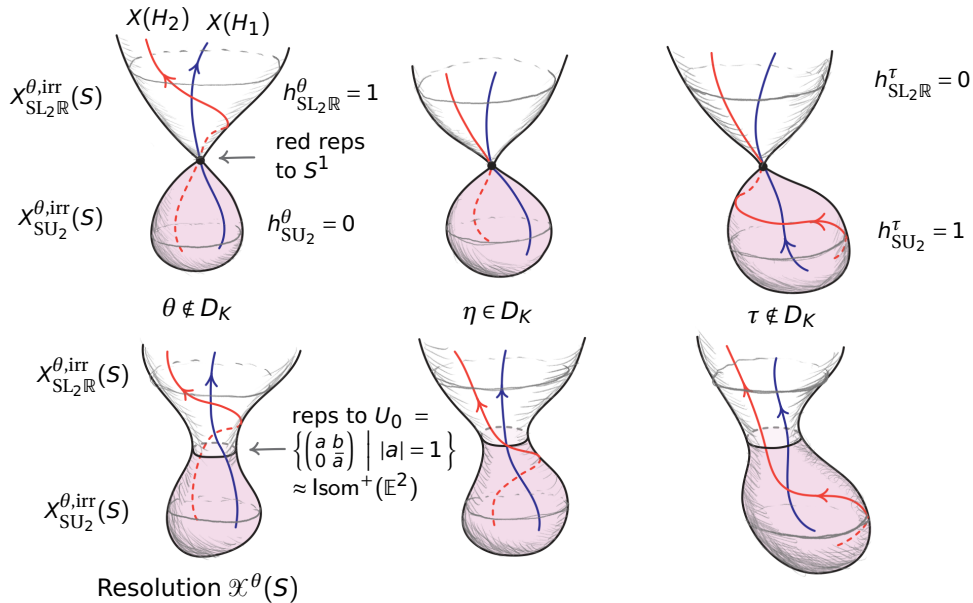 X(H₂) X(H₁)
X^{θ,irr}_{SL₂ℝ}(S)
h^θ_{SL₂ℝ} = 1
h^τ_{SL₂ℝ} = 0
red reps
to S¹
X^{θ,irr}_{SU₂}(S)
h^θ_{SU₂} = 0
h^τ_{SU₂} = 1
θ ∉ D_K
η ∈ D_K
τ ∉ D_K
X^{θ,irr}_{SL₂ℝ}(S)
reps to U₀ =
{(a b 0 ā) | |a| = 1}
≈ Isom⁺(𝔼²)
X^{θ,irr}_{SU₂}(S)
Resolution 𝒳^θ(S)